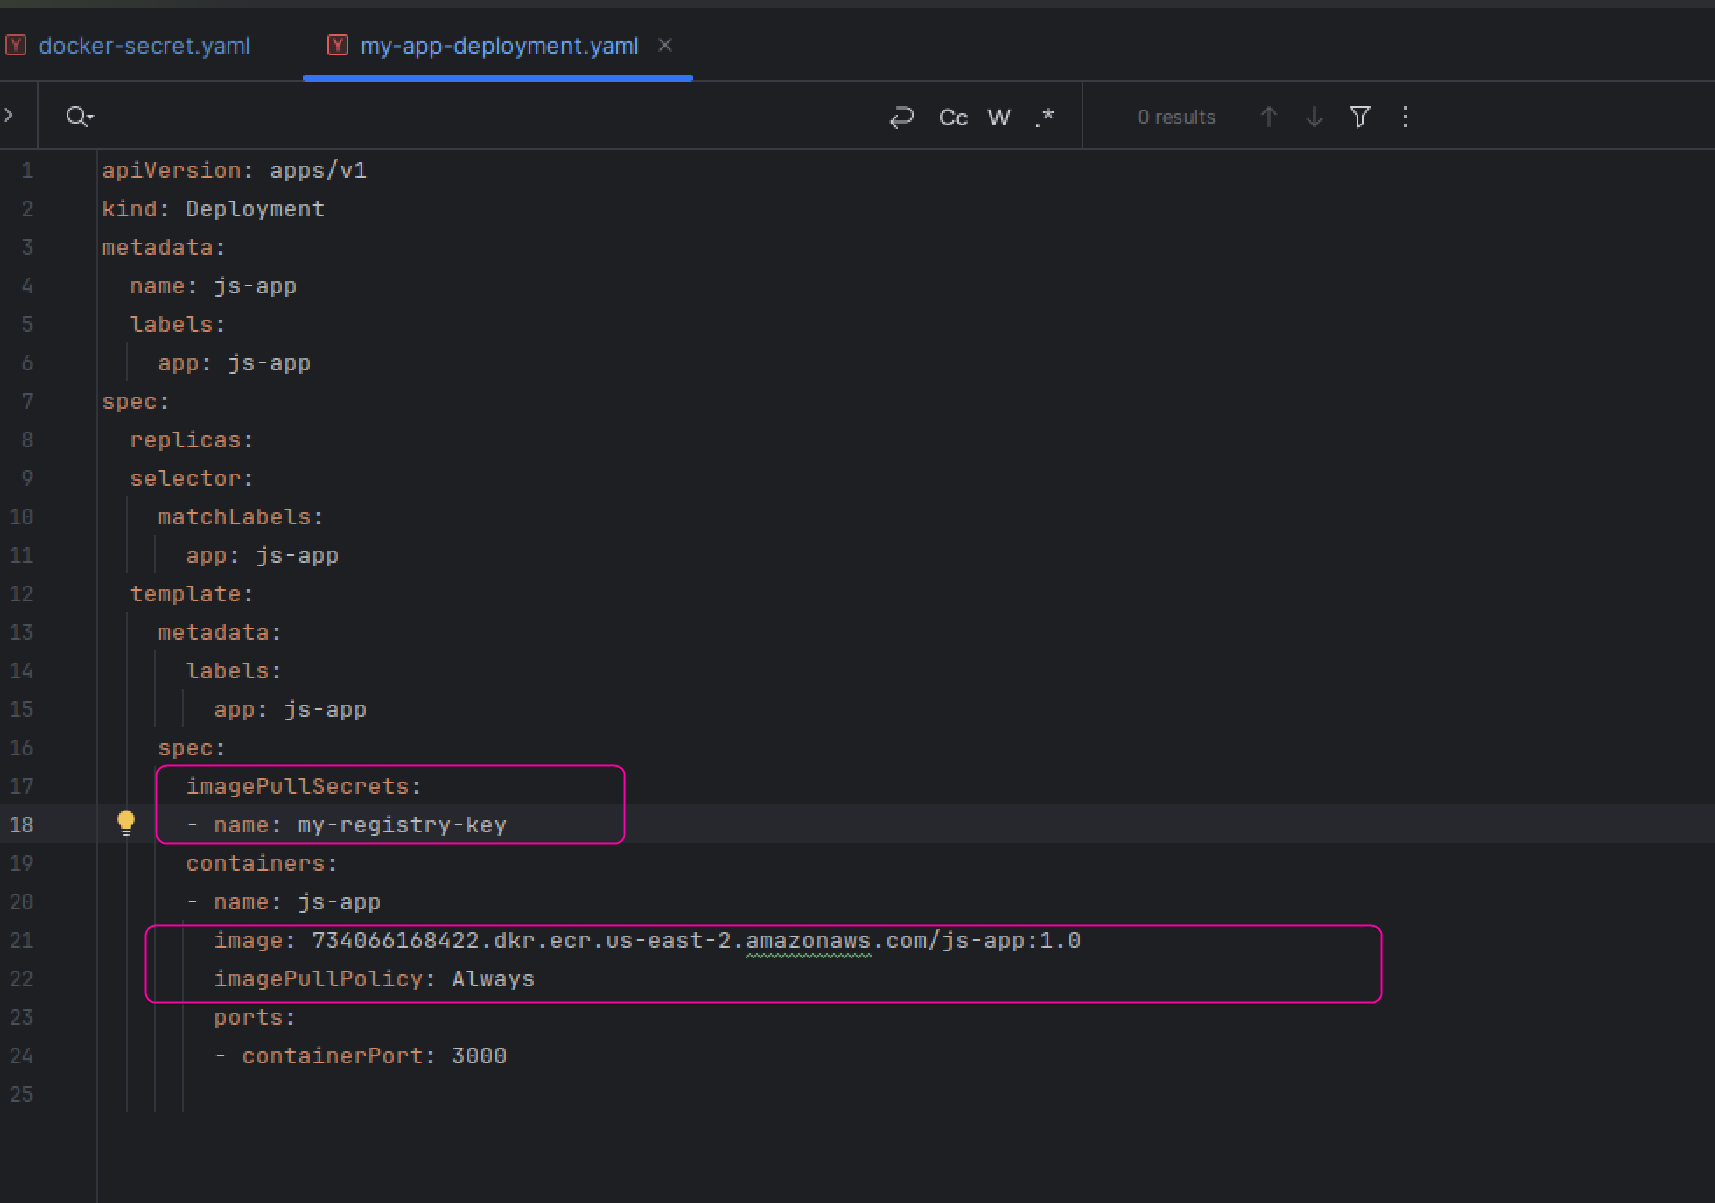 docker-secret.yaml my-app-deployment.yaml
Cc W .* 0 results
1 apiVersion: apps/v1
2 kind: Deployment
3 metadata:
4 name: js-app
5 labels:
6 app: js-app
7 spec:
8 replicas:
9 selector:
10 matchLabels:
11 app: js-app
12 template:
13 metadata:
14 labels:
15 app: js-app
16 spec:
17 imagePullSecrets:
18 - name: my-registry-key
19 containers:
20 - name: js-app
21 image: 734066168422.dkr.ecr.us-east-2.amazonaws.com/js-app:1.0
22 imagePullPolicy: Always
23 ports:
24 - containerPort: 3000
25